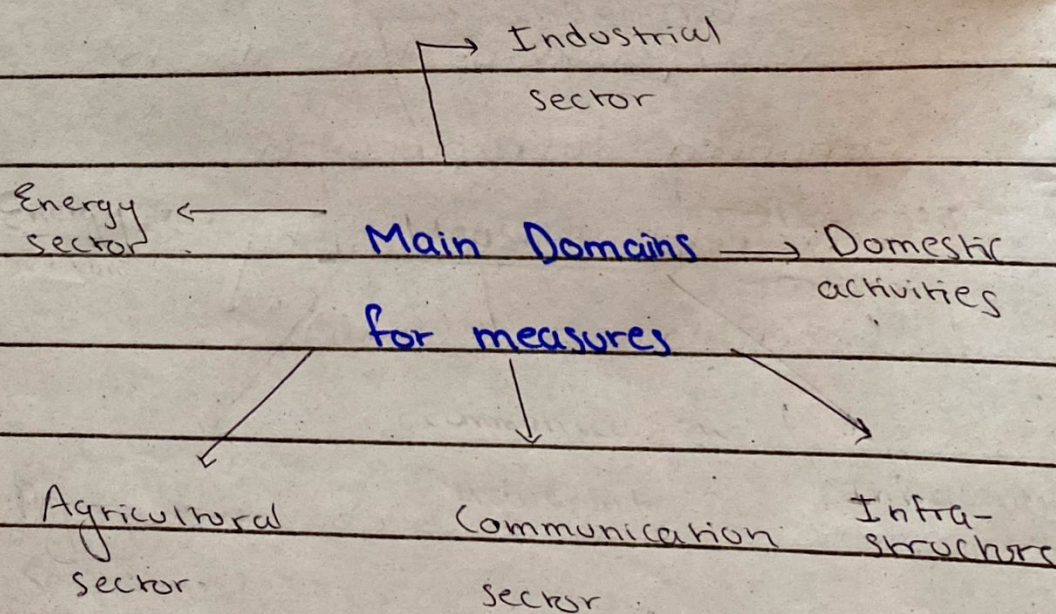 Industrial
sector
Energy
sector
Main Domains
for measures
Domestic
activities
Agricultural
sector
Communication
sector
Infra-
structure